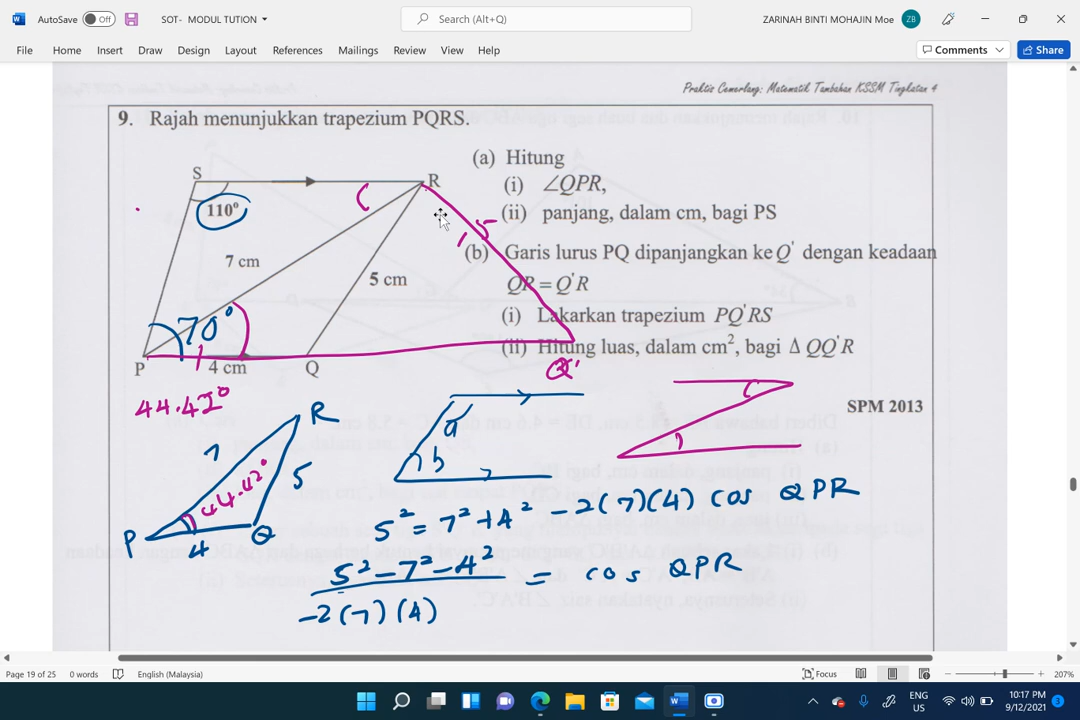 AutoSave Off SOT- MODUL TUTION Search (Alt+Q) ZARINAH BINTI MOHAJIN Moe ZB
File Home Insert Draw Design Layout References Mailings Review View Help Comments Share
Praktis Cemerlang: Matematik Tambahan KSSM Tingkatan 4
9. Rajah menunjukkan trapezium PQRS.
S
R
110°
7 cm
5 cm
70°
P
4 cm
Q
Q'
15
44.42°
(a) Hitung
(i) ∠QPR,
(ii) panjang, dalam cm, bagi PS
(b) Garis lurus PQ dipanjangkan ke Q' dengan keadaan
QR = Q'R
(i) Lakarkan trapezium PQ'RS
(ii) Hitung luas, dalam cm², bagi Δ QQ'R
SPM 2013
R
7
44.42°
5
P
4
Q
a
b
5² = 7² + 4² - 2(7)(4) cos QPR
5² - 7² - 4²
= cos QPR
-2(7)(4)
Page 19 of 25 0 words English (Malaysia) Focus 207%
ENG
US
10:17 PM
9/12/2021
3